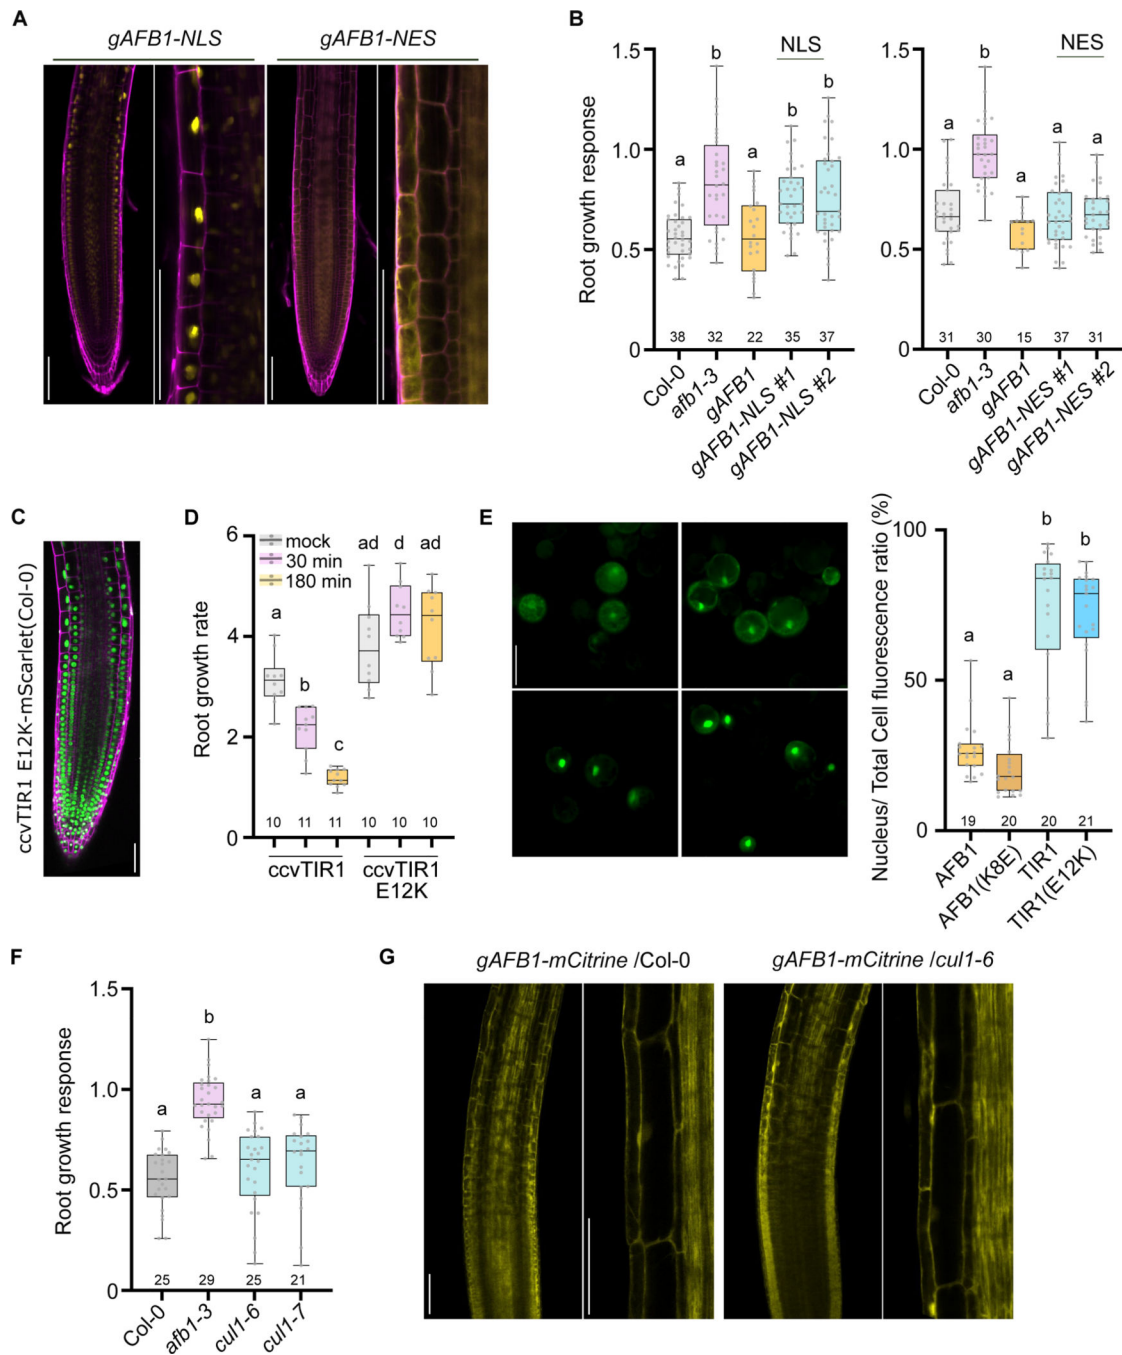 A
gAFB1-NLS
gAFB1-NES
B
NLS
NES
Root growth response
1.5
1.0
0.5
0
a
b
a
b
b
38
32
22
35
37
Col-0
afb1-3
gAFB1
gAFB1-NLS #1
gAFB1-NLS #2
1.5
1.0
0.5
0
a
b
a
a
a
31
30
15
37
31
Col-0
afb1-3
gAFB1
gAFB1-NES #1
gAFB1-NES #2
C
ccvTIR1 E12K-mScarlet(Col-0)
D
Root growth rate
6
4
2
0
mock
30 min
180 min
a
b
c
ad
d
ad
10
11
11
10
10
10
ccvTIR1
ccvTIR1
E12K
E
Nucleus/ Total Cell fluorescence ratio (%)
100
50
0
a
a
b
b
19
20
20
21
AFB1
AFB1(K8E)
TIR1
TIR1(E12K)
F
Root growth response
1.5
1.0
0.5
0
a
b
a
a
25
29
25
21
Col-0
afb1-3
cul1-6
cul1-7
G
gAFB1-mCitrine /Col-0
gAFB1-mCitrine /cul1-6